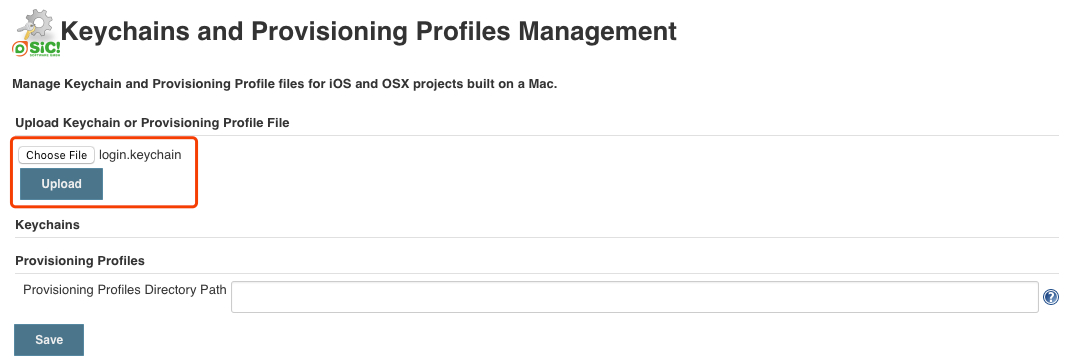 Keychains and Provisioning Profiles Management
SiC!
Manage Keychain and Provisioning Profile files for iOS and OSX projects built on a Mac.
Upload Keychain or Provisioning Profile File
Choose File login.keychain
Upload
Keychains
Provisioning Profiles
Provisioning Profiles Directory Path
?
Save